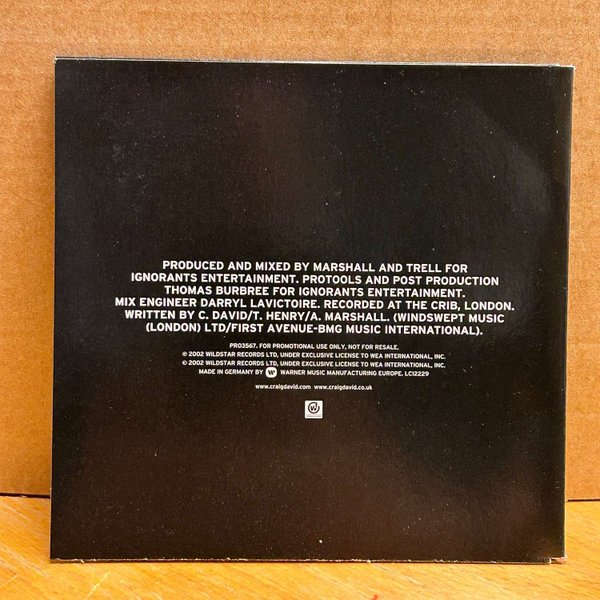 PRODUCED AND MIXED BY MARSHALL AND TRELL FOR
IGNORANTS ENTERTAINMENT. PROTOOLS AND POST PRODUCTION
THOMAS BURBREE FOR IGNORANTS ENTERTAINMENT.
MIX ENGINEER DARRYL LAVICTOIRE. RECORDED AT THE CRIB, LONDON.
WRITTEN BY C. DAVID/T. HENRY/A. MARSHALL. (WINDSWEPT MUSIC
(LONDON) LTD/FIRST AVENUE-BMG MUSIC INTERNATIONAL).
PRO3567. FOR PROMOTIONAL USE ONLY, NOT FOR RESALE.
℗ 2002 WILDSTAR RECORDS LTD, UNDER EXCLUSIVE LICENSE TO WEA INTERNATIONAL, INC.
© 2002 WILDSTAR RECORDS LTD, UNDER EXCLUSIVE LICENSE TO WEA INTERNATIONAL, INC.
MADE IN GERMANY BY WARNER MUSIC MANUFACTURING EUROPE. LC12229
www.craigdavid.com www.craigdavid.co.uk